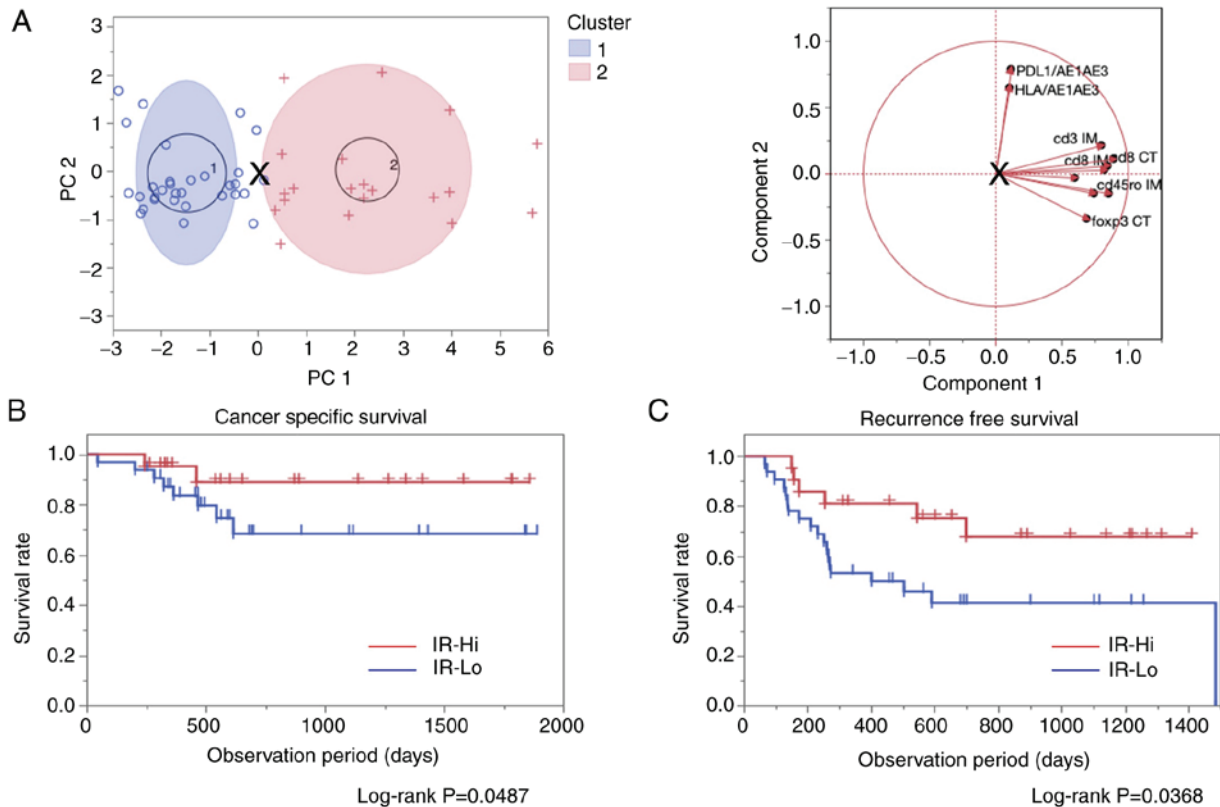 A
3
2
1
0
−1
−2
−3
PC 2
−3 −2 −1 0 1 2 3 4 5 6
PC 1
Cluster
1
2
1
X
2
1.0
0.5
0.0
−0.5
−1.0
Component 2
−1.0 −0.5 0.0 0.5 1.0
Component 1
PDL1/AE1AE3
HLA/AE1AE3
cd3 IM
cd8 IM
d8 CT
X
cd45ro IM
foxp3 CT
B
Cancer specific survival
1.0
0.8
0.6
0.4
0.2
0.0
Survival rate
IR-Hi
IR-Lo
0 500 1000 1500 2000
Observation period (days)
Log-rank P=0.0487
C
Recurrence free survival
1.0
0.8
0.6
0.4
0.2
0.0
Survival rate
IR-Hi
IR-Lo
0 200 400 600 800 1000 1200 1400
Observation period (days)
Log-rank P=0.0368